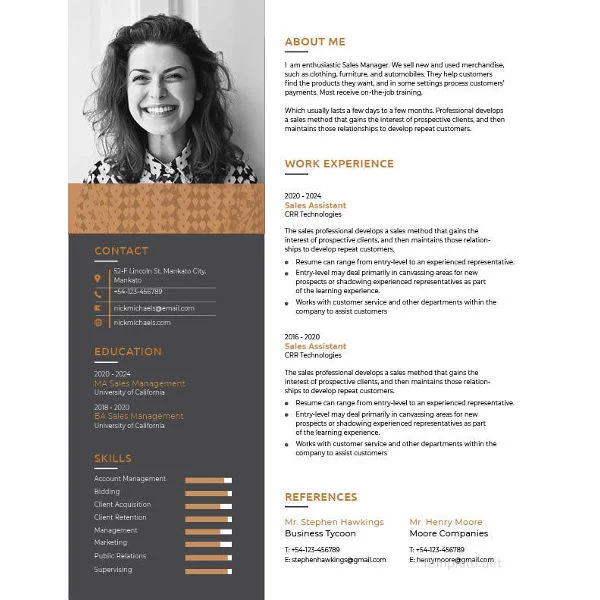 CONTACT
52-F Lincoln St. Mankato City,
Mankato
+54-123-456789
nickmichaels@email.com
nickmichaels.com
EDUCATION
2020 - 2024
MA Sales Management
University of California
2018 - 2020
BA Sales Management
University of California
SKILLS
Account Management
Bidding
Client Acquisition
Client Retention
Management
Marketing
Public Relations
Supervising
ABOUT ME
I am enthusiastic Sales Manager. We sell new and used merchandise,
such as clothing, furniture, and automobiles. They help customers
find the products they want, and in some settings process customers'
payments. Most receive on-the-job training.
Which usually lasts a few days to a few months. Professional develops
a sales method that gains the interest of prospective clients, and then
maintains those relationships to develop repeat customers.
WORK EXPERIENCE
2020 - 2024
Sales Assistant
CRR Technologies
The sales professional develops a sales method that gains the
interest of prospective clients, and then maintains those relation-
ships to develop repeat customers.
Resume can range from entry-level to an experienced representative.
Entry-level may deal primarily in canvassing areas for new
prospects or shadowing experienced representatives as part
of the learning experience.
Works with customer service and other departments within the
company to assist customers
2016 - 2020
Sales Assistant
CRR Technologies
The sales professional develops a sales method that gains the
interest of prospective clients, and then maintains those relation-
ships to develop repeat customers.
Resume can range from entry-level to an experienced representative.
Entry-level may deal primarily in canvassing areas for new
prospects or shadowing experienced representatives as part
of the learning experience.
Works with customer service and other departments within the
company to assist customers
REFERENCES
Mr. Stephen Hawkings
Business Tycoon
T: +54-123-456789
E: stephenhawkings@gmail.com
Mr. Henry Moore
Moore Companies
T: +54-123-456789
E: henrymoore@gmail.com